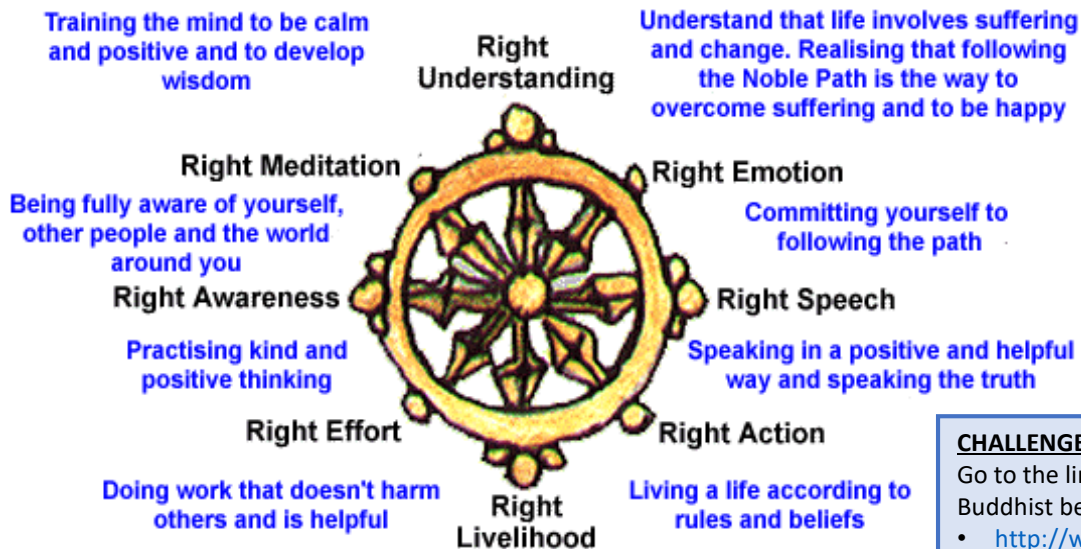 Training the mind to be calm
and positive and to develop
wisdom
Right
Understanding
Understand that life involves suffering
and change. Realising that following
the Noble Path is the way to
overcome suffering and to be happy
Right Meditation
Right Emotion
Being fully aware of yourself,
other people and the world
around you
Committing yourself to
following the path
Right Awareness
Right Speech
Practising kind and
positive thinking
Speaking in a positive and helpful
way and speaking the truth
Right Effort
Right Action
Doing work that doesn't harm
others and is helpful
Right
Livelihood
Living a life according to
rules and beliefs
CHALLENGE
Go to the lin
Buddhist be
• http://w